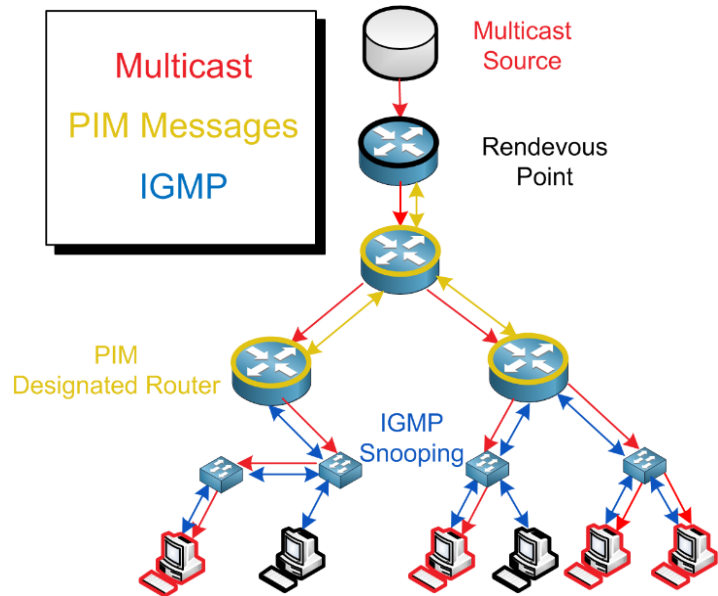 Multicast
PIM Messages
IGMP
Multicast
Source
Rendevous
Point
PIM
Designated Router
IGMP
Snooping